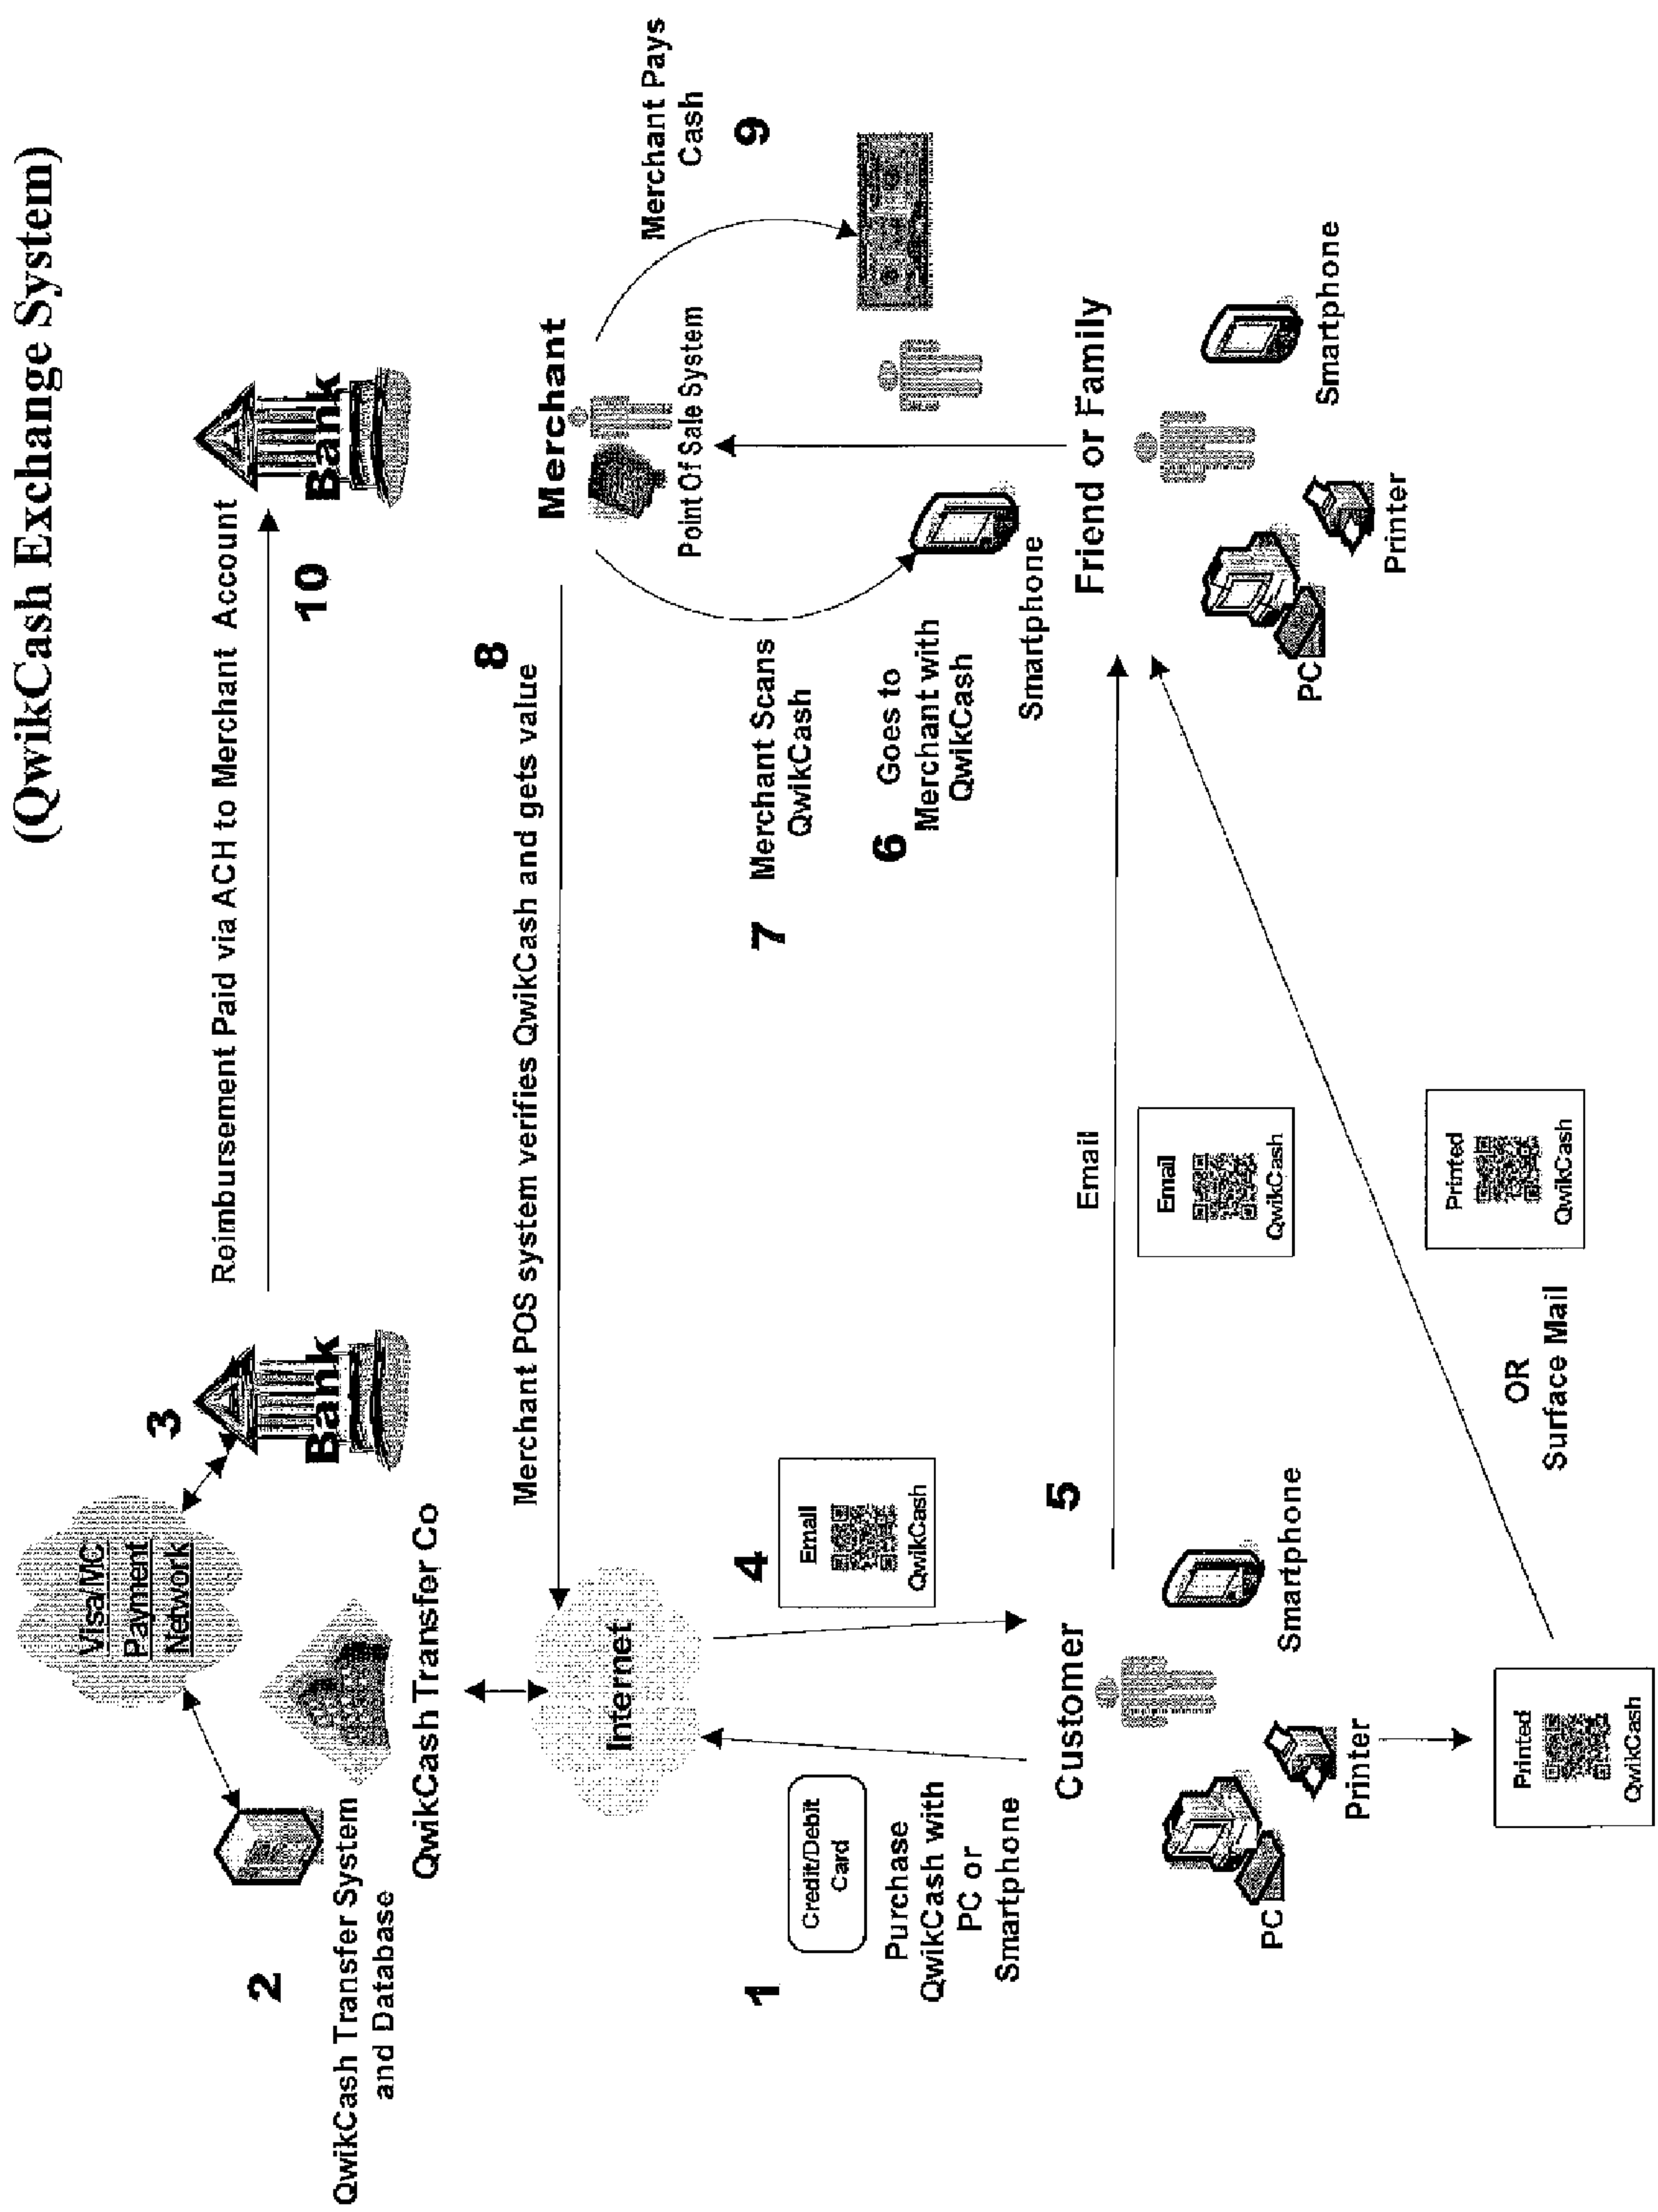 (QwikCash Exchange System)
Visa/MC
Payment
Network
3
Reimbursement Paid via ACH to Merchant Account
10
Bank
Bank
2
QwikCash Transfer System
and Database
QwikCash Transfer Co
8
Merchant POS system verifies QwikCash and gets value
Merchant
Point Of Sale System
Merchant Pays
Cash
9
Internet
4
Email
QwikCash
7
Merchant Scans
QwikCash
6
Goes to
Merchant with
QwikCash
Smartphone
1
Credit/Debit
Card
Purchase
QwikCash with
PC or
Smartphone
Customer
5
Email
Email
QwikCash
Friend or Family
Smartphone
PC
Printer
Smartphone
PC
Printer
Printed
QwikCash
OR
Surface Mail
Printed
QwikCash